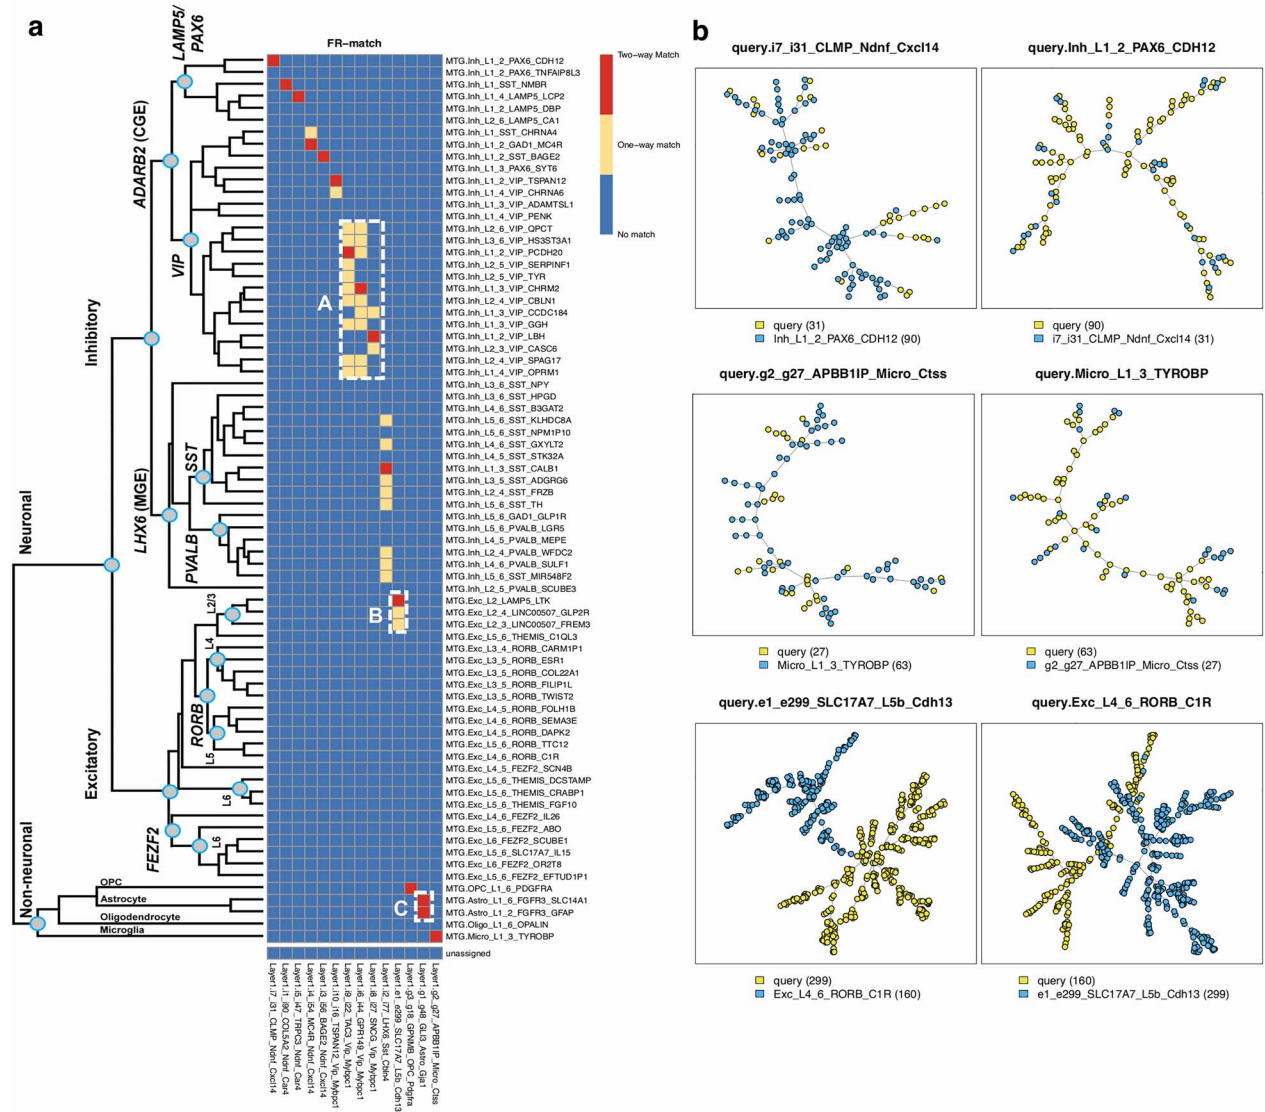 a
LAMP5/
PAX6
ADARB2 (CGE)
VIP
Inhibitory
LHX6 (MGE)
SST
PVALB
Neuronal
L2/3
L4
RORB
L5
Excitatory
L6
FEZF2
L6
Non-neuronal
OPC
Astrocyte
Oligodendrocyte
Microglia
FR-match
A
B
C
Two-way Match
One-way match
No match
MTG.Inh_L1_2_PAX6_CDH12
MTG.Inh_L1_2_PAX6_TNFAIP8L3
MTG.Inh_L1_SST_NMBR
MTG.Inh_L1_4_LAMP5_LCP2
MTG.Inh_L1_2_LAMP5_DBP
MTG.Inh_L2_6_LAMP5_CA1
MTG.Inh_L1_SST_CHRNA4
MTG.Inh_L1_2_GAD1_MC4R
MTG.Inh_L1_2_SST_BAGE2
MTG.Inh_L1_3_PAX6_SYT6
MTG.Inh_L1_2_VIP_TSPAN12
MTG.Inh_L1_4_VIP_CHRNA6
MTG.Inh_L1_3_VIP_ADAMTSL1
MTG.Inh_L1_4_VIP_PENK
MTG.Inh_L2_6_VIP_QPCT
MTG.Inh_L3_6_VIP_HS3ST3A1
MTG.Inh_L1_2_VIP_PCDH20
MTG.Inh_L2_5_VIP_SERPINF1
MTG.Inh_L2_5_VIP_TYR
MTG.Inh_L1_3_VIP_CHRM2
MTG.Inh_L2_4_VIP_CBLN1
MTG.Inh_L1_3_VIP_CCDC184
MTG.Inh_L1_3_VIP_GGH
MTG.Inh_L1_2_VIP_LBH
MTG.Inh_L2_3_VIP_CASC6
MTG.Inh_L2_4_VIP_SPAG17
MTG.Inh_L1_4_VIP_OPRM1
MTG.Inh_L3_6_SST_NPY
MTG.Inh_L3_6_SST_HPGD
MTG.Inh_L4_6_SST_B3GAT2
MTG.Inh_L5_6_SST_KLHDC8A
MTG.Inh_L5_6_SST_NPM1P10
MTG.Inh_L4_6_SST_GXYLT2
MTG.Inh_L4_5_SST_STK32A
MTG.Inh_L1_3_SST_CALB1
MTG.Inh_L3_5_SST_ADGRG6
MTG.Inh_L2_4_SST_FRZB
MTG.Inh_L5_6_SST_TH
MTG.Inh_L5_6_GAD1_GLP1R
MTG.Inh_L5_6_PVALB_LGR5
MTG.Inh_L4_5_PVALB_MEPE
MTG.Inh_L2_4_PVALB_WFDC2
MTG.Inh_L4_6_PVALB_SULF1
MTG.Inh_L5_6_SST_MIR548F2
MTG.Inh_L2_5_PVALB_SCUBE3
MTG.Exc_L2_LAMP5_LTK
MTG.Exc_L2_4_LINC00507_GLP2R
MTG.Exc_L2_3_LINC00507_FREM3
MTG.Exc_L5_6_THEMIS_C1QL3
MTG.Exc_L3_4_RORB_CARM1P1
MTG.Exc_L3_5_RORB_ESR1
MTG.Exc_L3_5_RORB_COL22A1
MTG.Exc_L3_5_RORB_FILIP1L
MTG.Exc_L3_5_RORB_TWIST2
MTG.Exc_L4_5_RORB_FOLH1B
MTG.Exc_L4_6_RORB_SEMA3E
MTG.Exc_L4_5_RORB_DAPK2
MTG.Exc_L5_6_RORB_TTC12
MTG.Exc_L4_6_RORB_C1R
MTG.Exc_L4_5_FEZF2_SCN4B
MTG.Exc_L5_6_THEMIS_DCSTAMP
MTG.Exc_L5_6_THEMIS_CRABP1
MTG.Exc_L5_6_THEMIS_FGF10
MTG.Exc_L4_6_FEZF2_IL26
MTG.Exc_L5_6_FEZF2_ABO
MTG.Exc_L6_FEZF2_SCUBE1
MTG.Exc_L5_6_SLC17A7_IL15
MTG.Exc_L6_FEZF2_OR2T8
MTG.Exc_L5_6_FEZF2_EFTUD1P1
MTG.OPC_L1_6_PDGFRA
MTG.Astro_L1_6_FGFR3_SLC14A1
MTG.Astro_L1_2_FGFR3_GFAP
MTG.Oligo_L1_6_OPALIN
MTG.Micro_L1_3_TYROBP
unassigned
Layer1.i7_i31_CLMP_Ndnf_Cxcl14
Layer1.i1_i90_COL5A2_Ndnf_Car4
Layer1.i5_i47_TRPC3_Ndnf_Car4
Layer1.i4_i54_MC4R_Ndnf_Cxcl14
Layer1.i3_i56_BAGE2_Ndnf_Cxcl14
Layer1.i10_i16_TSPAN12_Vip_Mybpc1
Layer1.i9_i22_TAC3_Vip_Mybpc1
Layer1.i6_i44_GPR149_Vip_Mybpc1
Layer1.i8_i27_SNCG_Vip_Mybpc1
Layer1.i2_i77_LHX6_Sst_Cbln4
Layer1.e1_e299_SLC17A7_L5b_Cdh13
Layer1.g3_g18_GPNMB_OPC_Pdgfra
Layer1.g1_g48_GLI3_Astro_Gja1
Layer1.g2_g27_APBB1IP_Micro_Ctss
b
query.i7_i31_CLMP_Ndnf_Cxcl14
query (31)
Inh_L1_2_PAX6_CDH12 (90)
query.Inh_L1_2_PAX6_CDH12
query (90)
i7_i31_CLMP_Ndnf_Cxcl14 (31)
query.g2_g27_APBB1IP_Micro_Ctss
query (27)
Micro_L1_3_TYROBP (63)
query.Micro_L1_3_TYROBP
query (63)
g2_g27_APBB1IP_Micro_Ctss (27)
query.e1_e299_SLC17A7_L5b_Cdh13
query (299)
Exc_L4_6_RORB_C1R (160)
query.Exc_L4_6_RORB_C1R
query (160)
e1_e299_SLC17A7_L5b_Cdh13 (299)